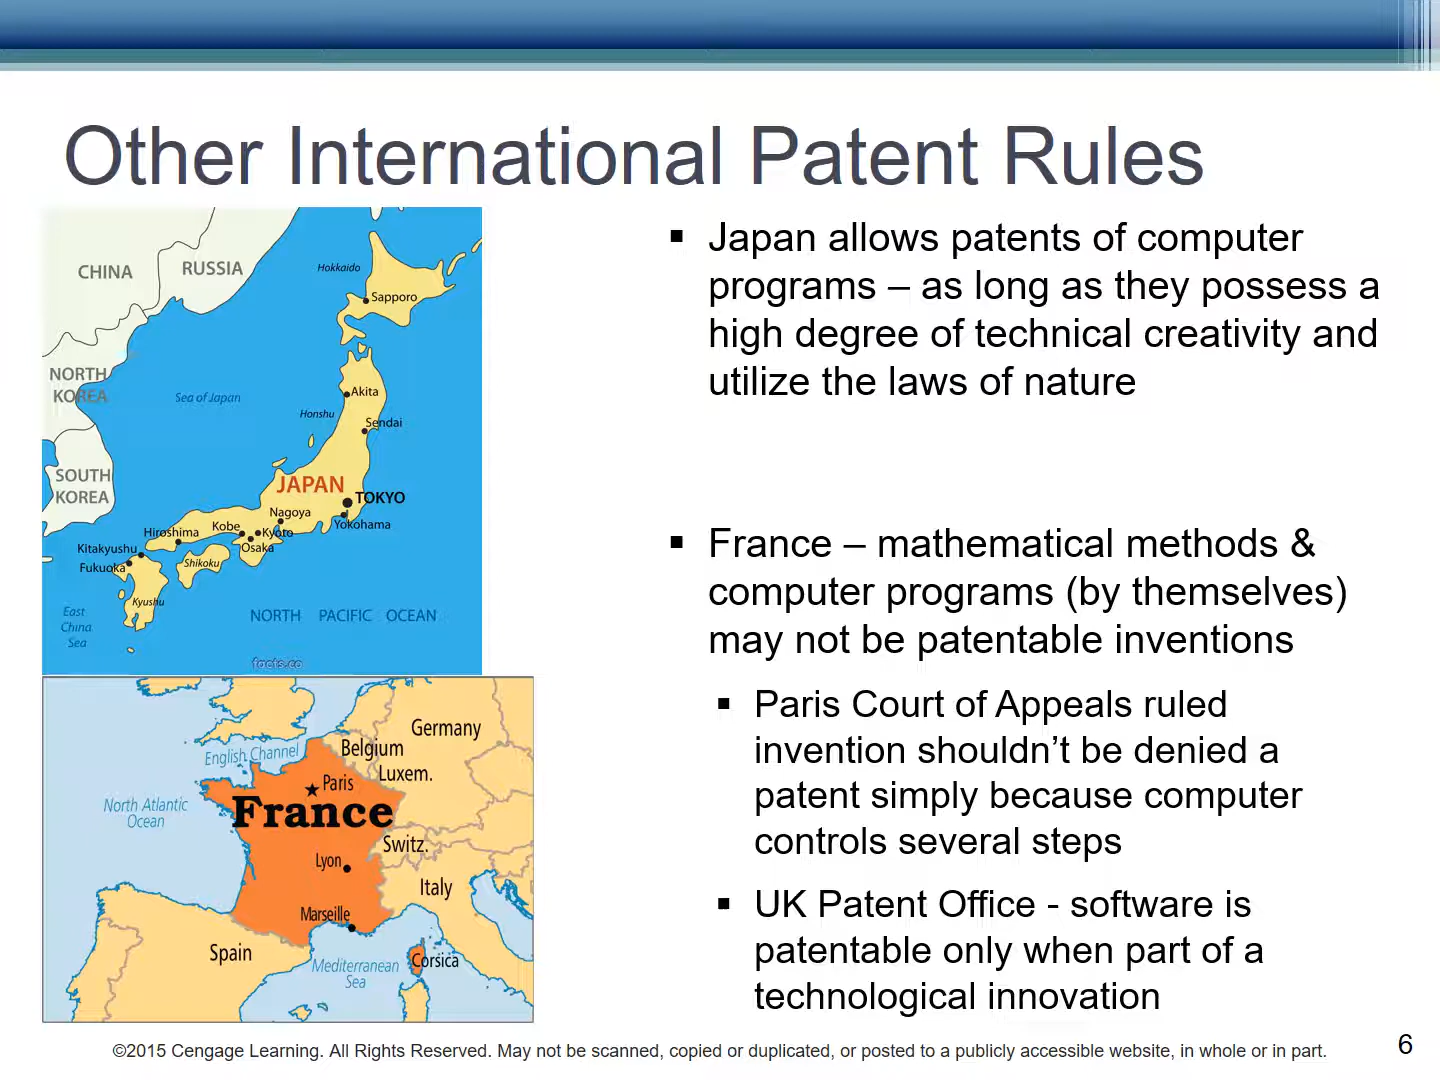 Other International Patent Rules
CHINA
RUSSIA
Hokkaido
Sapporo
NORTH
KOREA
Sea of Japan
Akita
Honshu
Sendai
SOUTH
KOREA
JAPAN
TOKYO
Nagoya
Yokohama
Kobe
Kyoto
Hiroshima
Osaka
Kitakyushu
Fukuoka
Shikoku
Kyushu
East
China
Sea
NORTH PACIFIC OCEAN
facts.co
▪ Japan allows patents of computer
programs – as long as they possess a
high degree of technical creativity and
utilize the laws of nature
▪ France – mathematical methods &
computer programs (by themselves)
may not be patentable inventions
▪ Paris Court of Appeals ruled
invention shouldn’t be denied a
patent simply because computer
controls several steps
▪ UK Patent Office - software is
patentable only when part of a
technological innovation
Germany
Belgium
English Channel
Luxem.
Paris
North Atlantic
Ocean
France
Switz.
Lyon
Italy
Marseille
Spain
Mediterranean
Sea
Corsica
©2015 Cengage Learning. All Rights Reserved. May not be scanned, copied or duplicated, or posted to a publicly accessible website, in whole or in part.
6